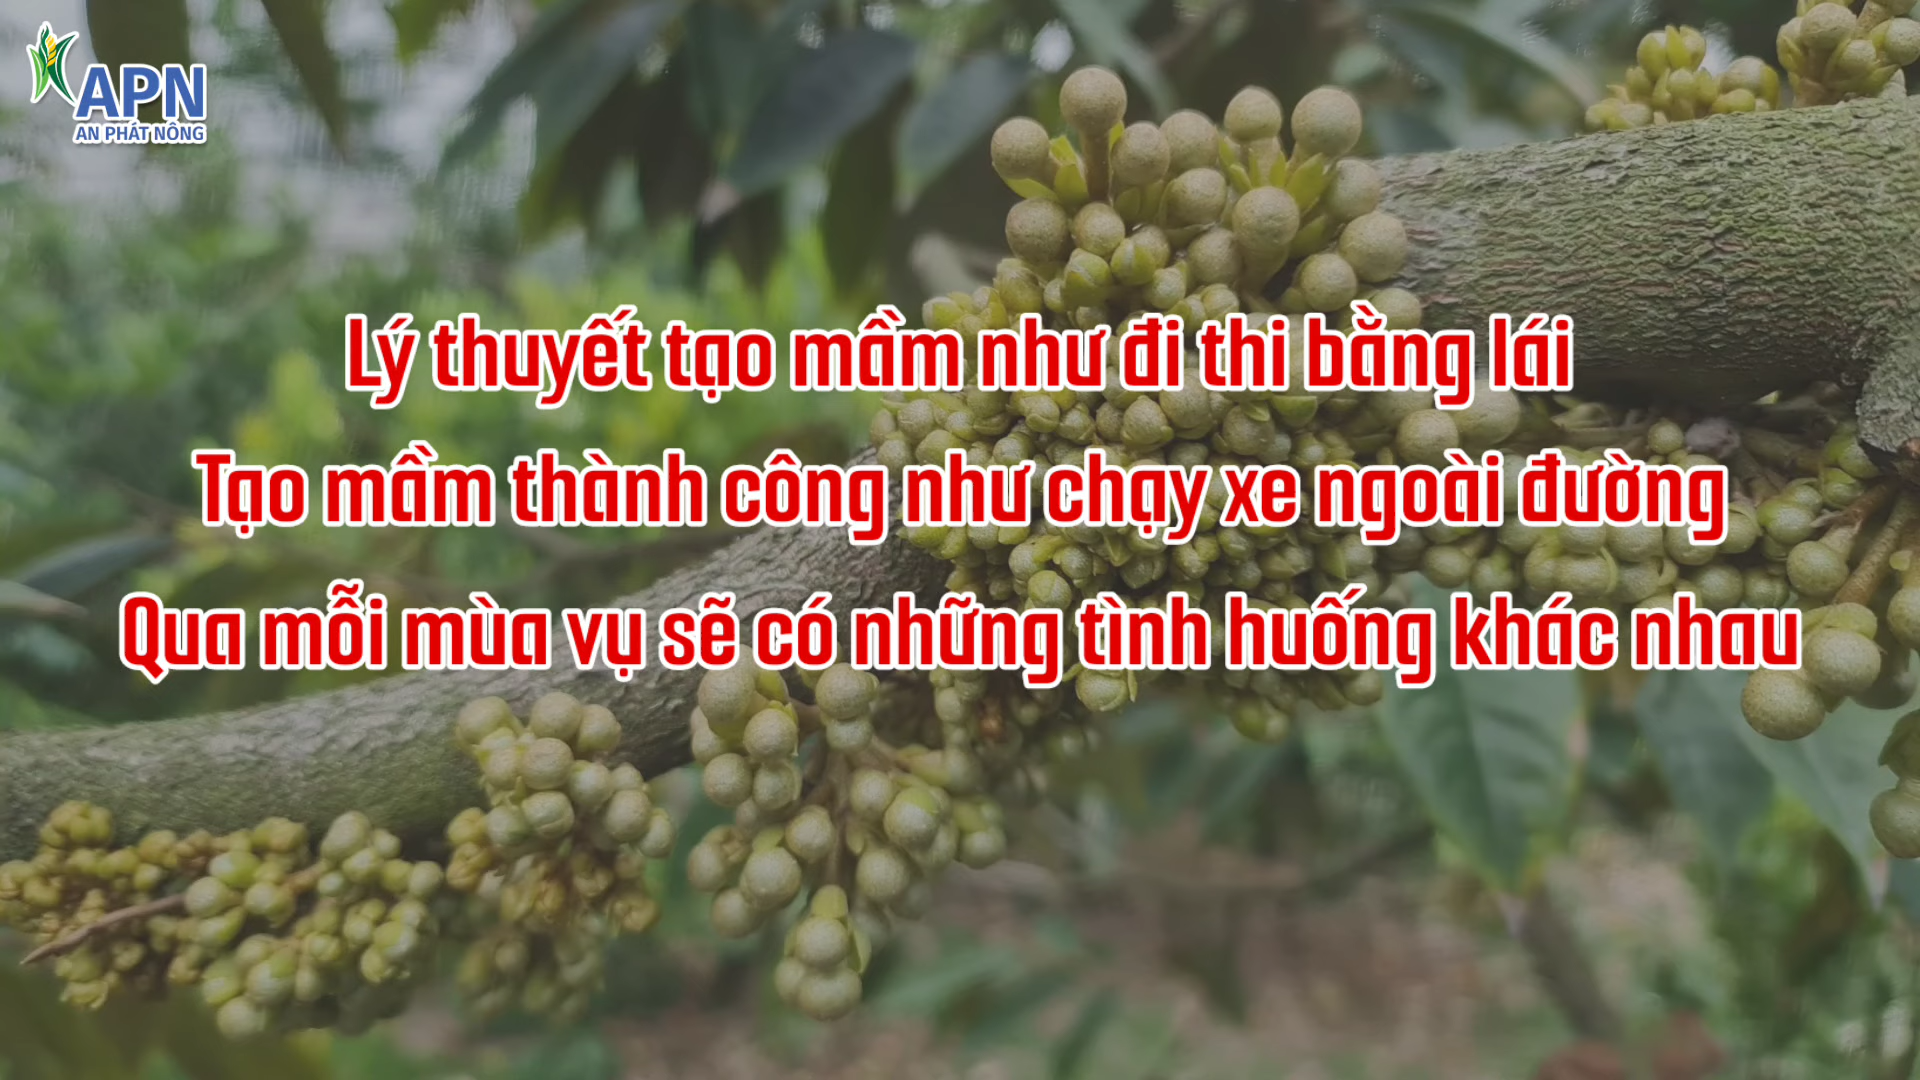 APN
AN PHÁT NÔNG
Lý thuyết tạo mầm như đi thi bằng lái
Tạo mầm thành công như chạy xe ngoài đường
Qua mỗi mùa vụ sẽ có những tình huống khác nhau